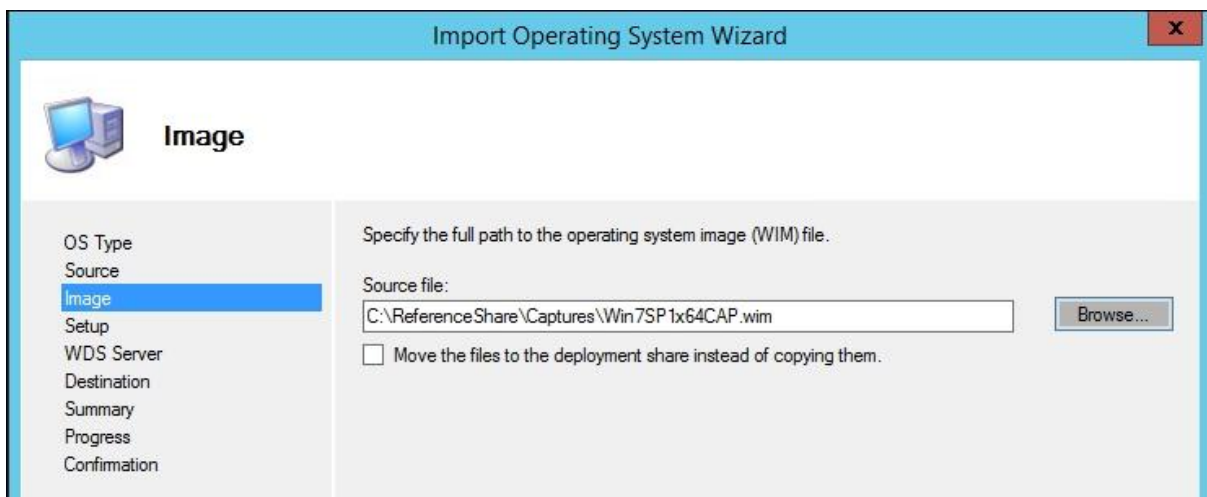 Import Operating System Wizard
x
Image
OS Type
Source
Image
Setup
WDS Server
Destination
Summary
Progress
Confirmation
Specify the full path to the operating system image (WIM) file.
Source file:
C:\ReferenceShare\Captures\Win7SP1x64CAP.wim
Browse...
Move the files to the deployment share instead of copying them.